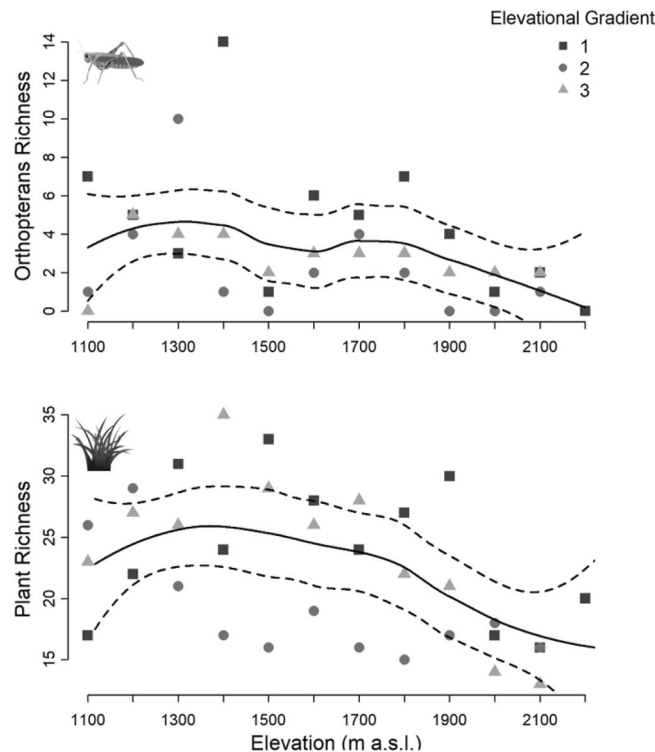 Elevational Gradient
1
2
3
Orthopterans Richness
14
12
10
8
6
4
2
0
1100 1300 1500 1700 1900 2100
Plant Richness
35
30
25
20
15
1100 1300 1500 1700 1900 2100
Elevation (m a.s.l.)